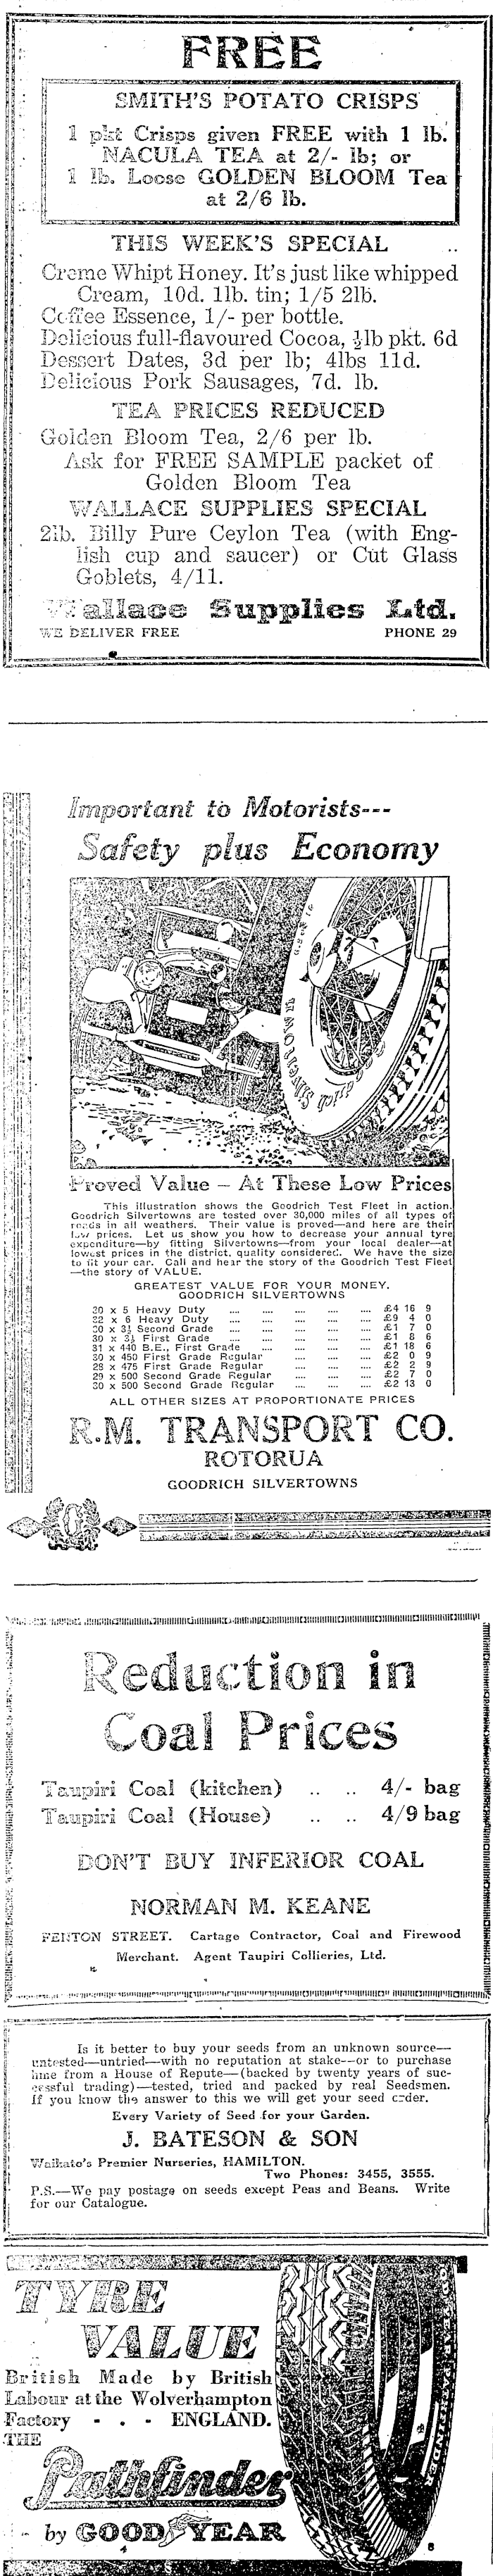 FREE
SMITH'S POTATO CRISPS
1 pkt Crisps given FREE with 1 lb.
NACULA TEA at 2/- lb; or
1 lb. Loose GOLDEN BLOOM Tea
at 2/6 lb.
THIS WEEK'S SPECIAL
Creme Whipt Honey. It's just like whipped
Cream, 10d. 1lb. tin; 1/5 2lb.
Coffee Essence, 1/- per bottle.
Delicious full-flavoured Cocoa, ½lb pkt. 6d
Dessert Dates, 3d per lb; 4lbs 11d.
Delicious Pork Sausages, 7d. lb.
TEA PRICES REDUCED
Golden Bloom Tea, 2/6 per lb.
Ask for FREE SAMPLE packet of
Golden Bloom Tea
WALLACE SUPPLIES SPECIAL
2lb. Billy Pure Ceylon Tea (with Eng-
lish cup and saucer) or Cut Glass
Goblets, 4/11.
Wallace Supplies Ltd.
WE DELIVER FREE PHONE 29
Important to Motorists---
Safety plus Economy
Goodrich Silvertown
Proved Value – At These Low Prices
This illustration shows the Goodrich Test Fleet in action.
Goodrich Silvertowns are tested over 30,000 miles of all types of
roads in all weathers. Their value is proved—and here are their
low prices. Let us show you how to decrease your annual tyre
expenditure—by fitting Silvertowns—from your local dealer—at
lowest prices in the district, quality considered. We have the size
to fit your car. Call and hear the story of the Goodrich Test Fleet
—the story of VALUE.
GREATEST VALUE FOR YOUR MONEY.
GOODRICH SILVERTOWNS
30 x 5 Heavy Duty .... .... .... .... .... £4 16 9
32 x 6 Heavy Duty .... .... .... .... .... £9 4 0
30 x 3½ Second Grade .... .... .... .... .... £1 7 0
30 x 3½ First Grade .... .... .... .... .... £1 8 6
31 x 440 B.E., First Grade .... .... .... .... £1 18 6
30 x 450 First Grade Regular .... .... .... £2 0 9
28 x 475 First Grade Regular .... .... .... £2 2 9
29 x 500 Second Grade Regular .... .... .... £2 7 0
30 x 500 Second Grade Regular .... .... .... £2 13 0
ALL OTHER SIZES AT PROPORTIONATE PRICES
R.M. TRANSPORT CO.
ROTORUA
GOODRICH SILVERTOWNS
Reduction in
Coal Prices
Taupiri Coal (kitchen) .. .. 4/- bag
Taupiri Coal (House) .. .. 4/9 bag
DON'T BUY INFERIOR COAL
NORMAN M. KEANE
FENTON STREET. Cartage Contractor, Coal and Firewood
Merchant. Agent Taupiri Collieries, Ltd.
Is it better to buy your seeds from an unknown source—
untested—untried—with no reputation at stake—or to purchase
line from a House of Repute—(backed by twenty years of suc-
cessful trading)—tested, tried and packed by real Seedsmen.
If you know the answer to this we will get your seed order.
Every Variety of Seed for your Garden.
J. BATESON & SON
Waikato's Premier Nurseries, HAMILTON.
Two Phones: 3455, 3555.
P.S.—We pay postage on seeds except Peas and Beans. Write
for our Catalogue.
TYRE
VALUE
British Made by British
Labour at the Wolverhampton
Factory - . - ENGLAND.
THE
Pathfinder
by GOODYEAR